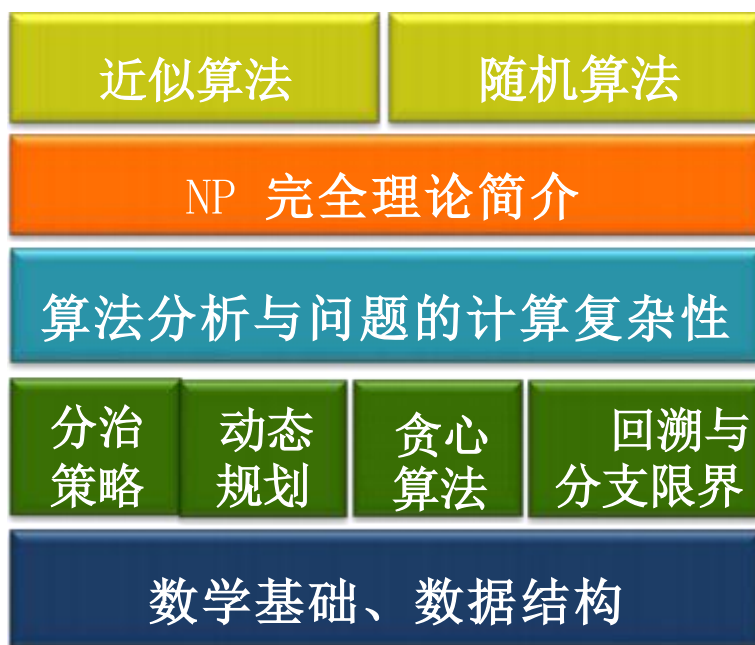 近似算法
随机算法
NP 完全理论简介
算法分析与问题的计算复杂性
分治
策略
动态
规划
贪心
算法
回溯与
分支限界
数学基础、数据结构